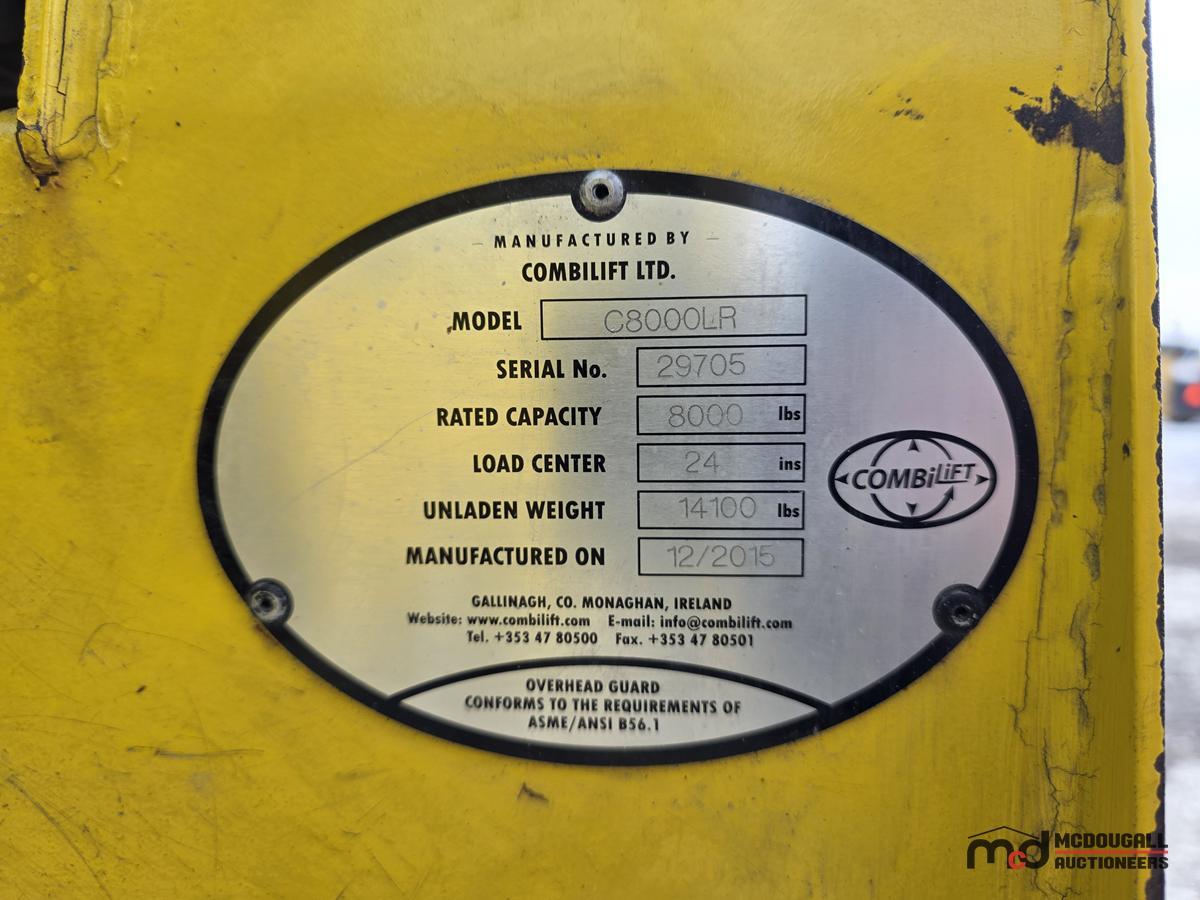 MANUFACTURED BY
COMBILIFT LTD.
MODEL C8000LR
SERIAL No. 29705
RATED CAPACITY 8000 lbs
LOAD CENTER 24 ins
UNLADEN WEIGHT 14100 lbs
MANUFACTURED ON 12/2015
COMBiLiFT
GALLINAGH, CO. MONAGHAN, IRELAND
Website: www.combilift.com E-mail: info@combilift.com
Tel. +353 47 80500 Fax. +353 47 80501
OVERHEAD GUARD
CONFORMS TO THE REQUIREMENTS OF
ASME/ANSI B56.1
mcd MCDOUGALL
AUCTIONEERS